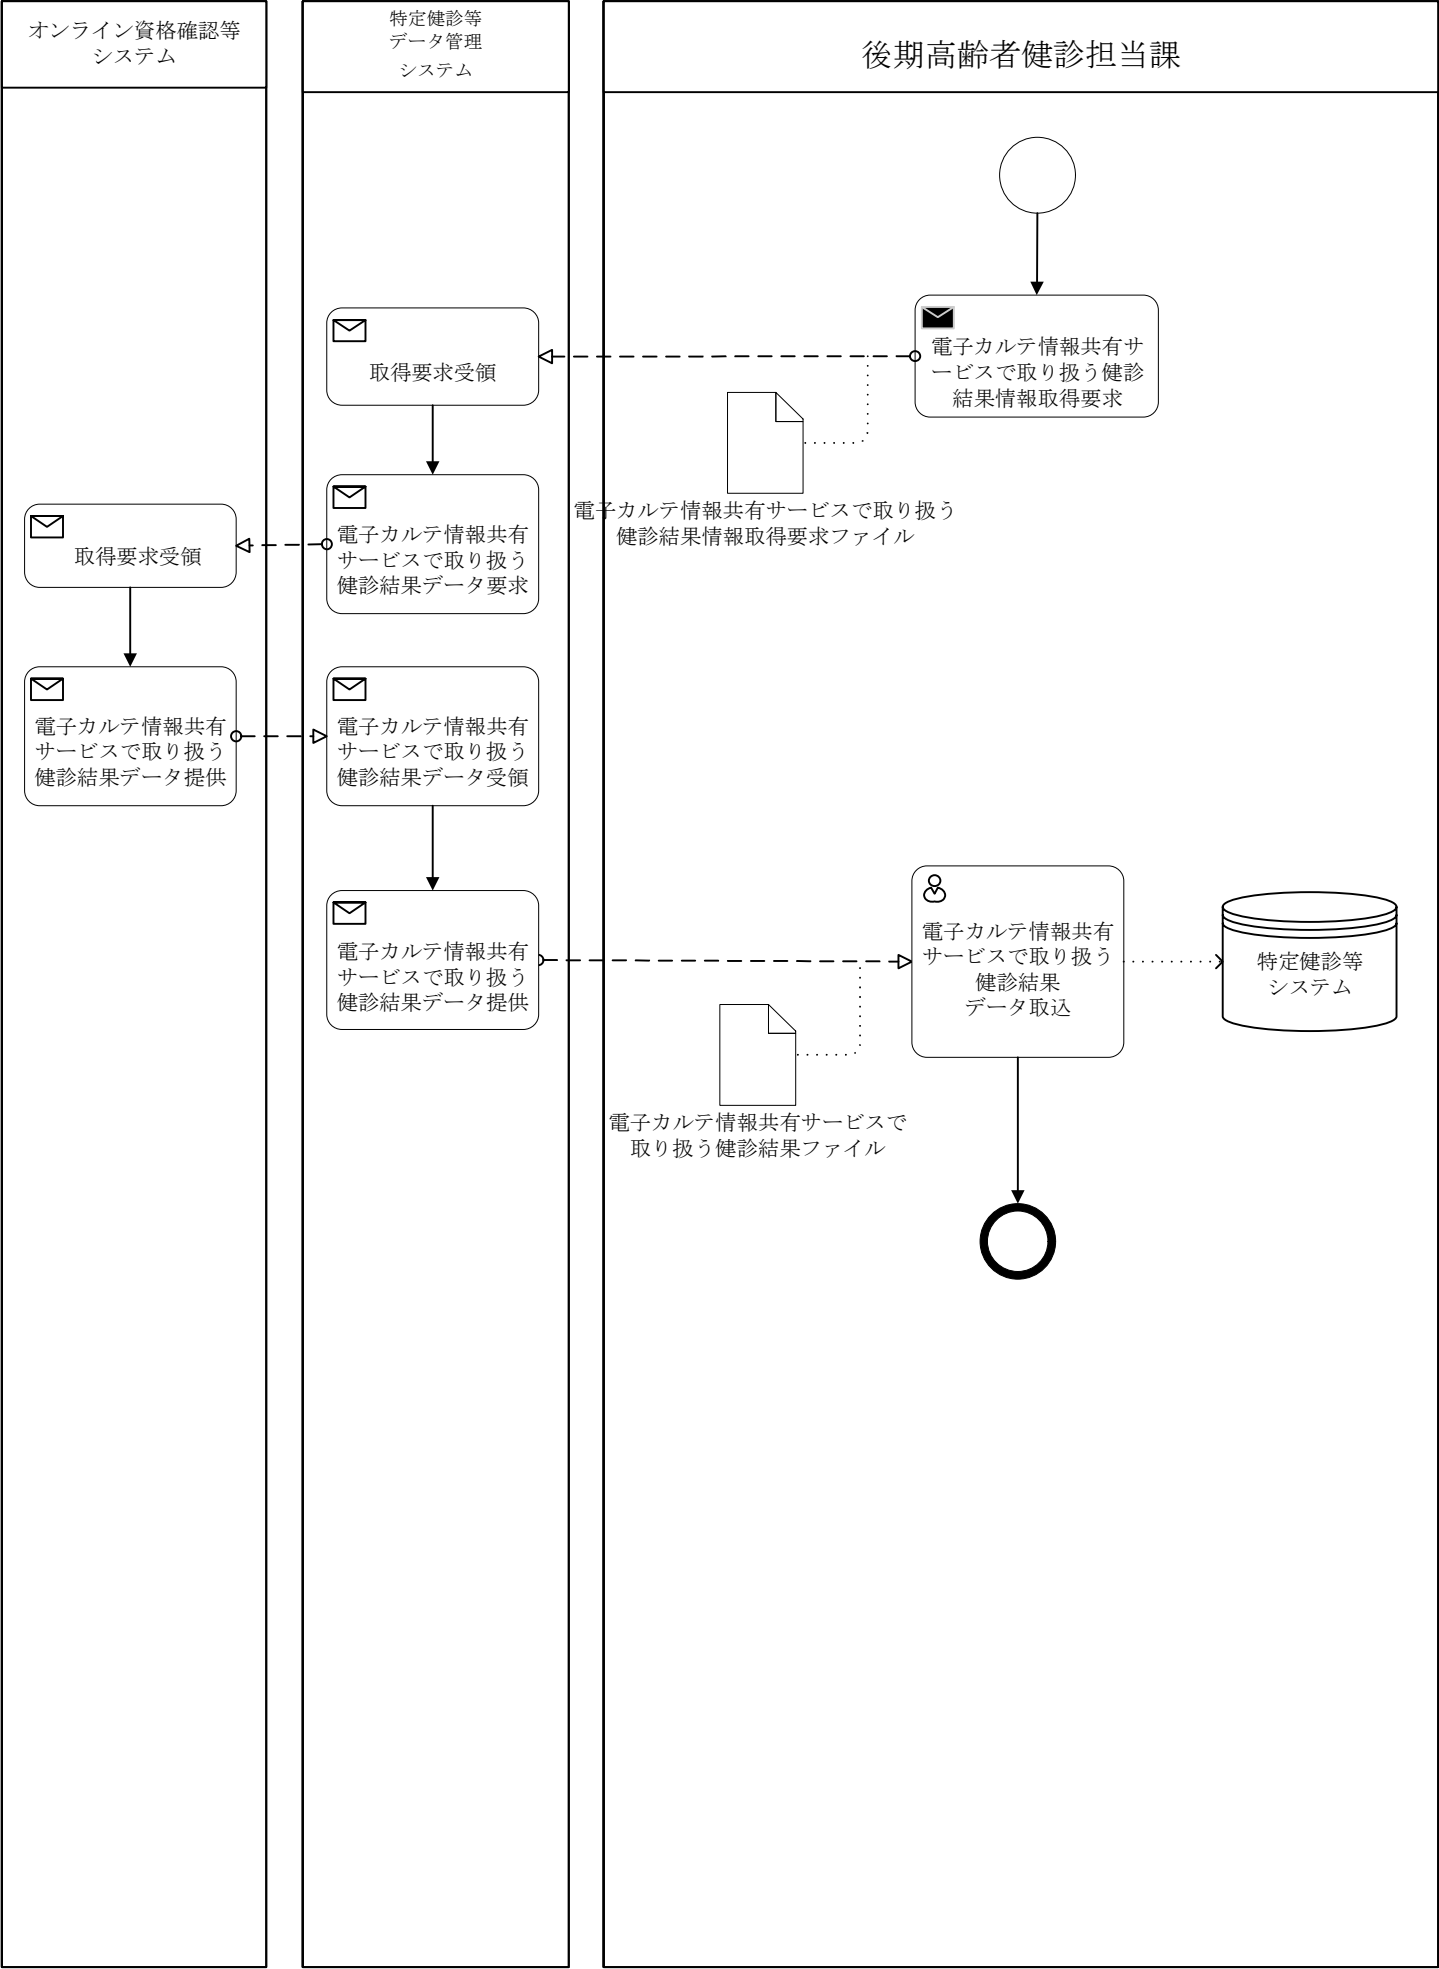 オンライン資格確認等
システム
特定健診等
データ管理
システム
後期高齢者健診担当課
電子カルテ情報共有サ
ービスで取り扱う健診
結果情報取得要求
取得要求受領
電子カルテ情報共有サービスで取り扱う
健診結果情報取得要求ファイル
電子カルテ情報共有
サービスで取り扱う
健診結果データ要求
取得要求受領
電子カルテ情報共有
サービスで取り扱う
健診結果データ提供
電子カルテ情報共有
サービスで取り扱う
健診結果データ受領
電子カルテ情報共有
サービスで取り扱う
健診結果データ提供
電子カルテ情報共有
サービスで取り扱う
健診結果
データ取込
特定健診等
システム
電子カルテ情報共有サービスで
取り扱う健診結果ファイル